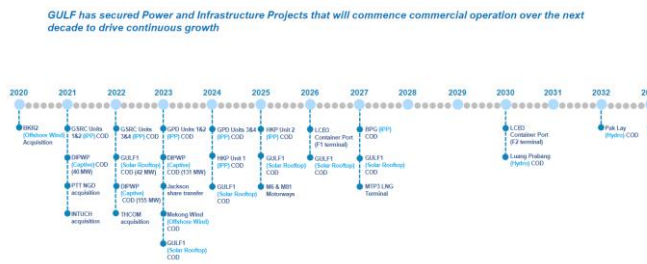 GULF has secured Power and Infrastructure Projects that will commence commercial operation over the next
decade to drive continuous growth
2020 2021 2022 2023 2024 2025 2026 2027 2028 2029 2030 2031 2032
BKR2
(Offshore Wind)
Acquisition
GSRC Units
1&2 (IPP) COD
DIPWP
(Captive) COD
(40 MW)
PTT NGD
acquisition
INTUCH
acquisition
GSRC Units
3&4 (IPP) COD
GULF1
(Solar Rooftop)
COD (42 MW)
DIPWP
(Captive)
COD (155 MW)
THCOM
acquisition
GPD Units 1&2
(IPP) COD
DIPWP
(Captive)
COD (131 MW)
Jackson
share transfer
Mekong Wind
(Offshore Wind)
COD
GULF1
(Solar Rooftop)
COD
GPD Units 3&4
(IPP) COD
HKP Unit 1
(IPP) COD
GULF1
(Solar Rooftop)
COD
HKP Unit 2
(IPP) COD
GULF1
(Solar Rooftop)
COD
M6 & M81
Motorways
LCB3
Container Port
(F1 terminal)
GULF1
(Solar Rooftop)
COD
BPG (IPP)
COD
GULF1
(Solar Rooftop)
COD
MTP3 LNG
Terminal
LCB3
Container Port
(F2 terminal)
Luang Prabang
(Hydro) COD
Pak Lay
(Hydro) COD